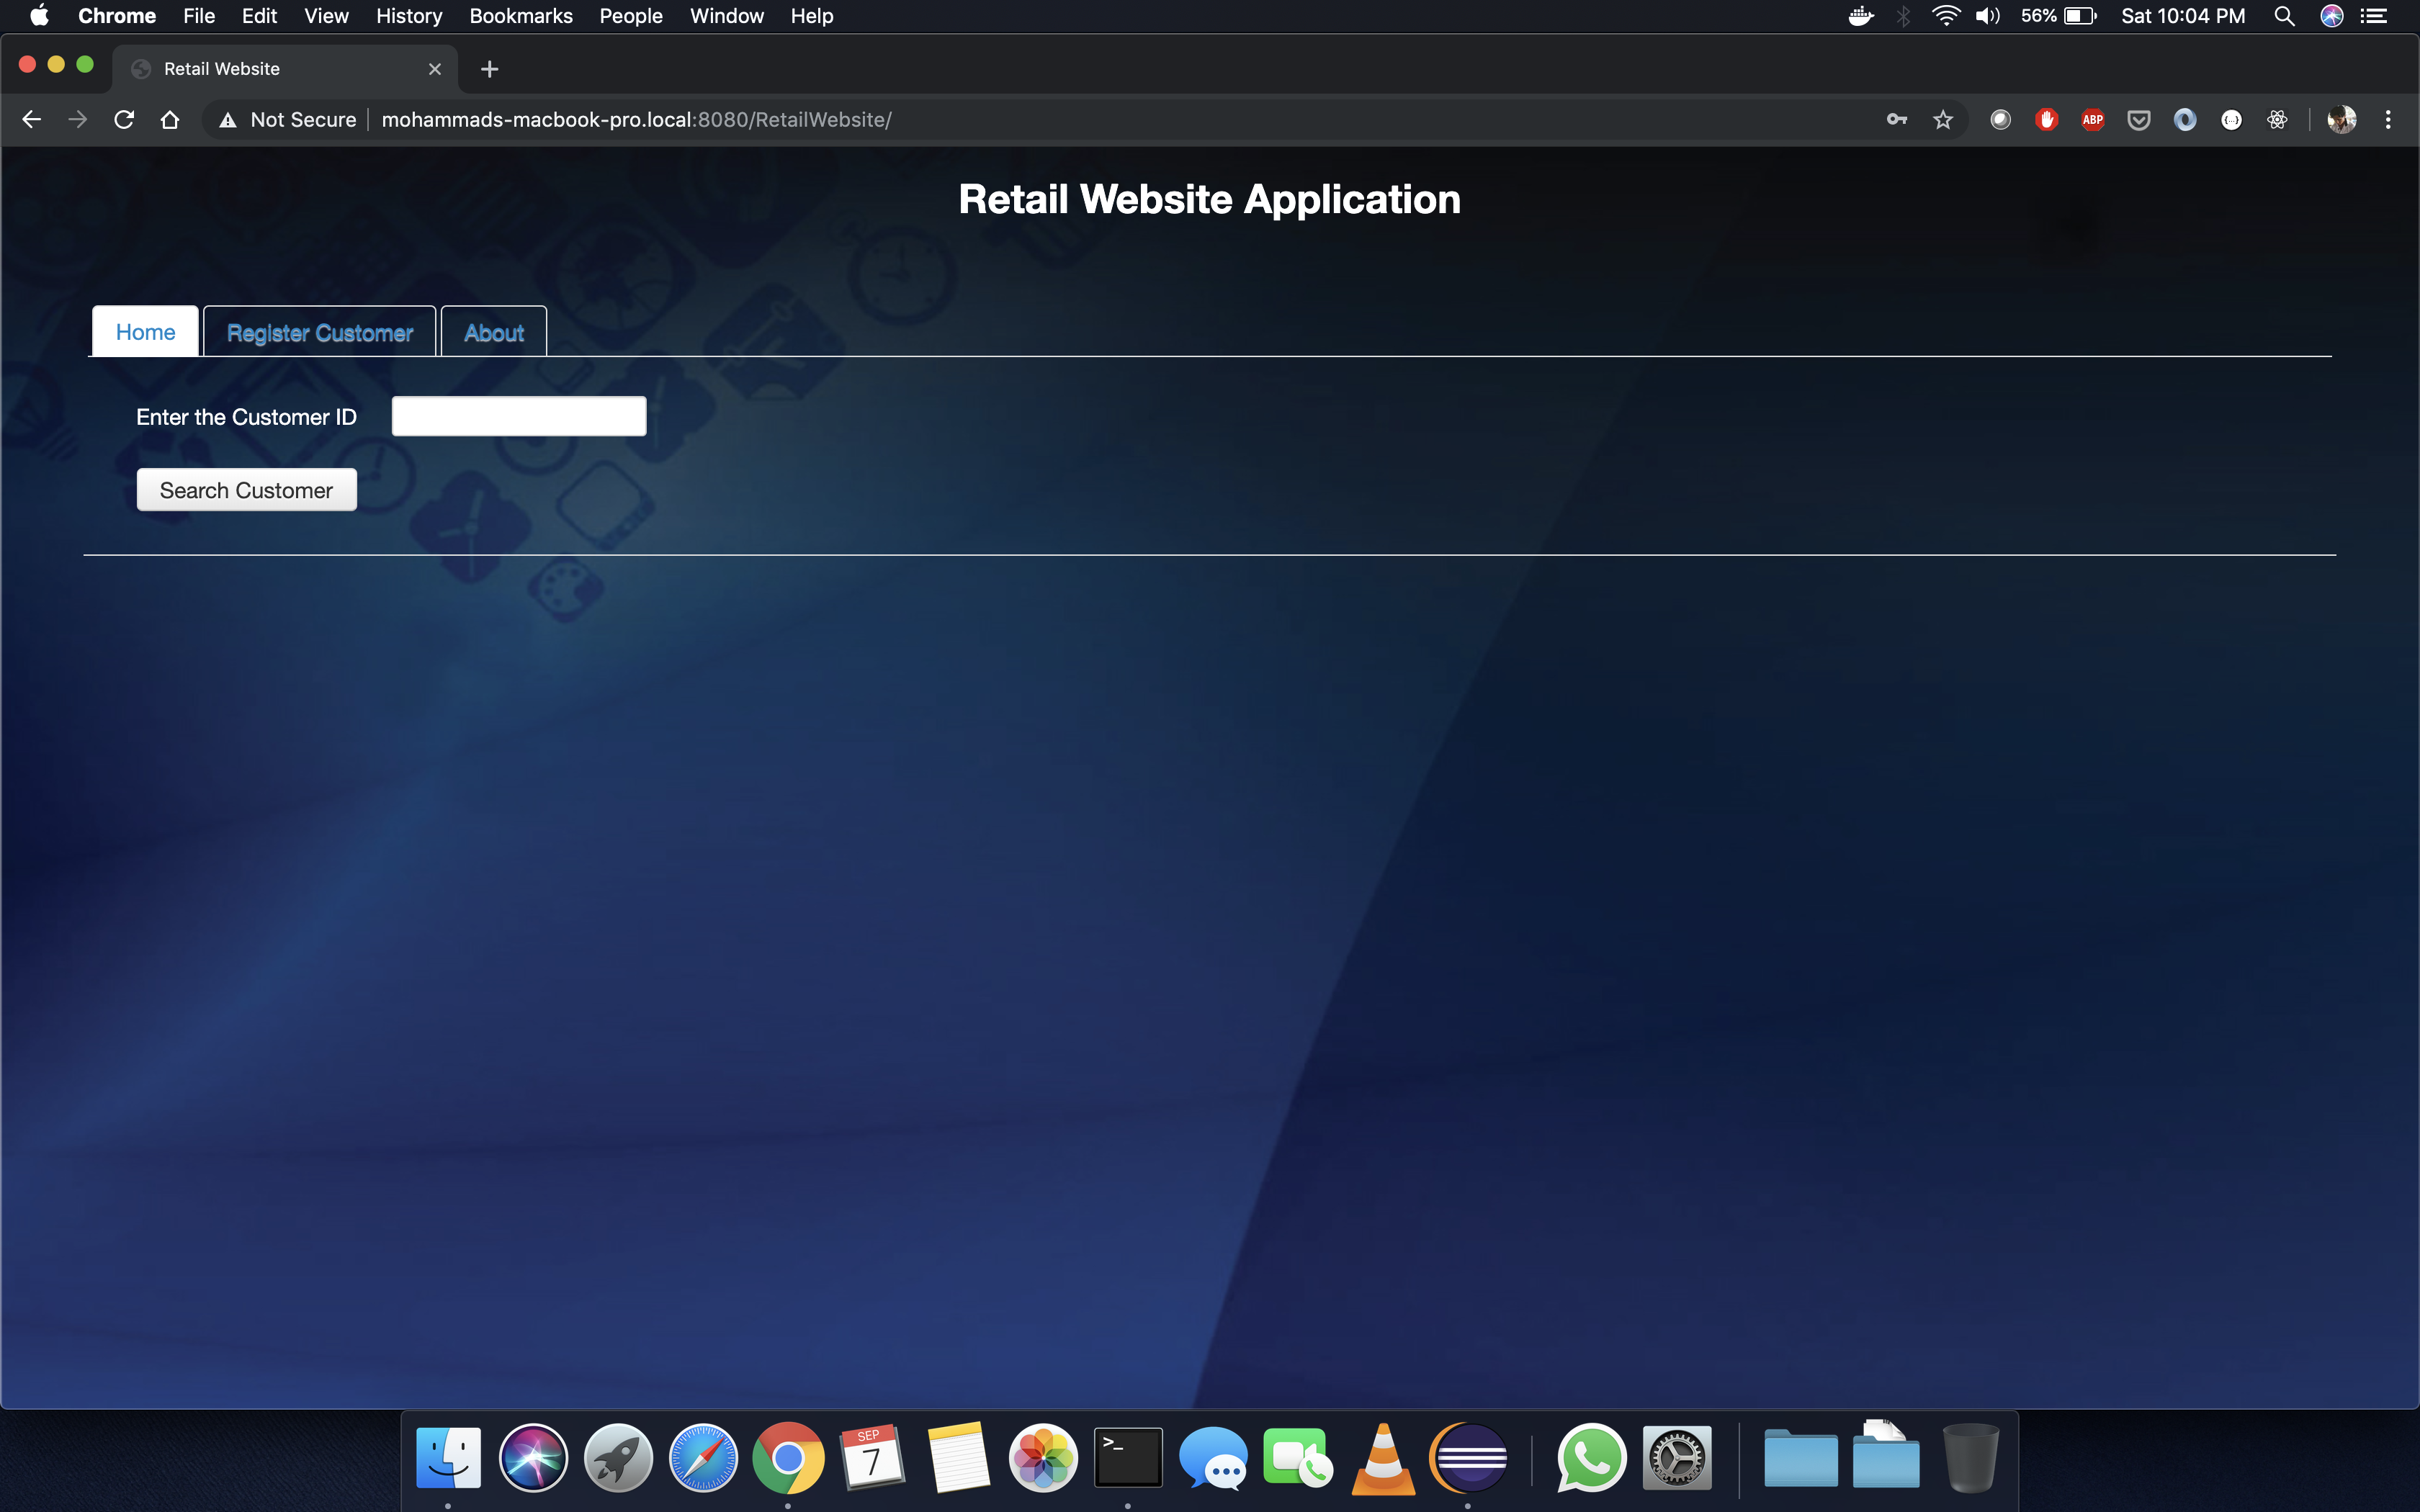 Chrome File Edit View History Bookmarks People Window Help 56% Sat 10:04 PM
Retail Website
Not Secure mohammads-macbook-pro.local:8080/RetailWebsite/ ABP
Retail Website Application
Home Register Customer About
Enter the Customer ID
Search Customer
SEP
7
>_